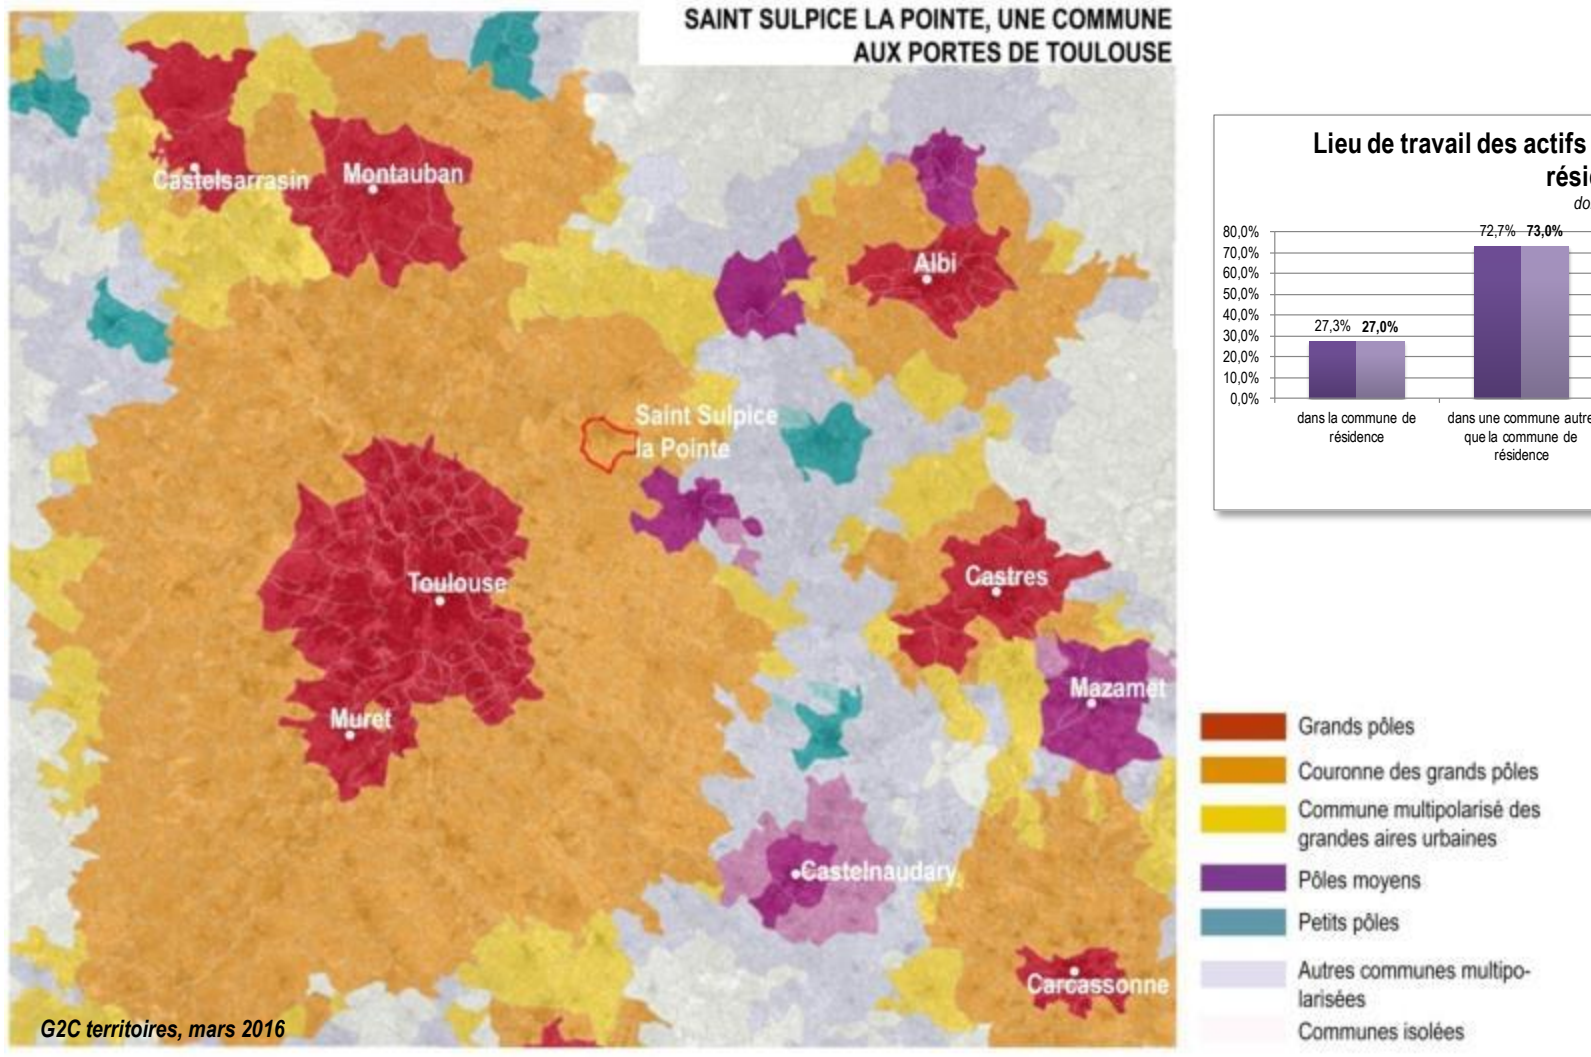 SAINT SULPICE LA POINTE, UNE COMMUNE
AUX PORTES DE TOULOUSE
Castelsarrasin
Montauban
Albi
Saint Sulpice
la Pointe
Toulouse
Castres
Muret
Mazamet
Castelnaudary
Carcassonne
G2C territoires, mars 2016
Lieu de travail des actifs
rési
do
80,0%
70,0%
60,0%
50,0%
40,0%
30,0%
20,0%
10,0%
0,0%
27,3% 27,0%
72,7% 73,0%
dans la commune de
résidence
dans une commune autre
que la commune de
résidence
Grands pôles
Couronne des grands pôles
Commune multipolarisé des
grandes aires urbaines
Pôles moyens
Petits pôles
Autres communes multipo-
larisées
Communes isolées